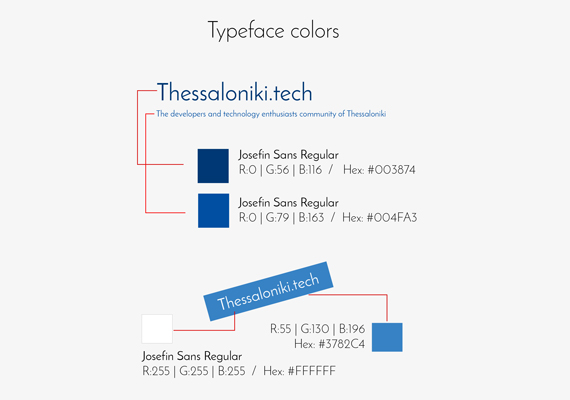 Typeface colors
Thessaloniki.tech
The developers and technology enthusiasts community of Thessaloniki
Josefin Sans Regular
R:0 | G:56 | B:116 / Hex: #003874
Josefin Sans Regular
R:0 | G:79 | B:163 / Hex: #004FA3
Thessaloniki.tech
R:55 | G:130 | B:196
Hex: #3782C4
Josefin Sans Regular
R:255 | G:255 | B:255 / Hex: #FFFFFF